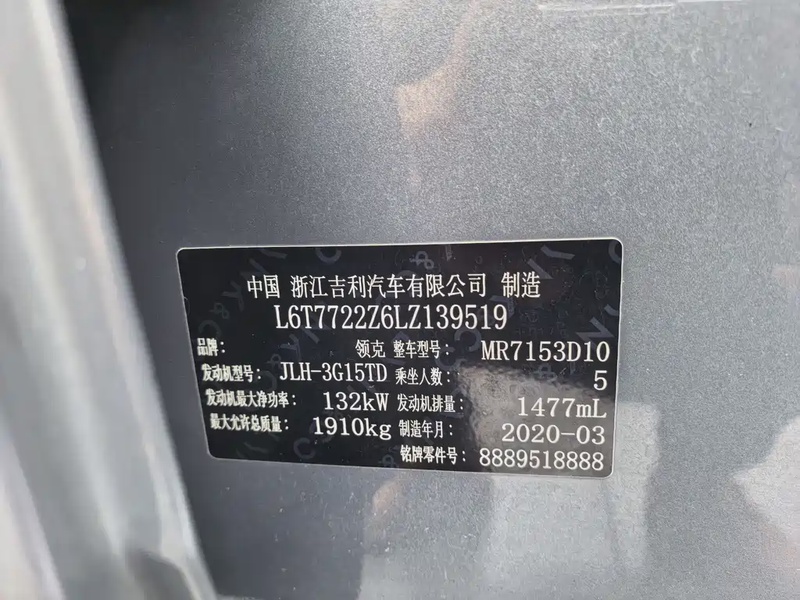 中国 浙江吉利汽车有限公司 制造
L6T7722Z6LZ139519
品牌： 领克 整车型号： MR7153D10
发动机型号： JLH-3G15TD 乘坐人数： 5
发动机最大净功率： 132kW 发动机排量： 1477mL
最大允许总质量： 1910kg 制造年月： 2020-03
铭牌零件号： 8889518888